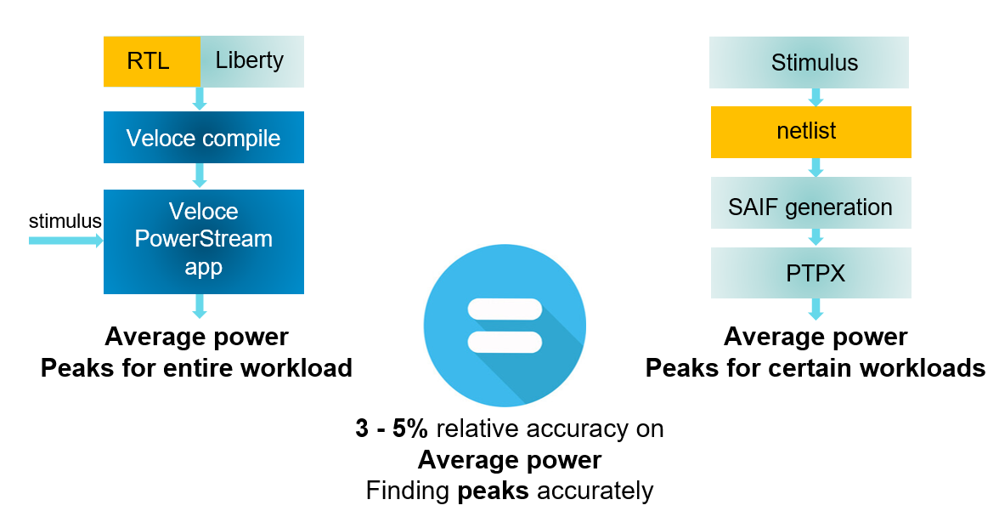 RTL
Liberty
Veloce compile
stimulus
Veloce
PowerStream
app
Average power
Peaks for entire workload
Stimulus
netlist
SAIF generation
PTPX
Average power
Peaks for certain workloads
3 - 5% relative accuracy on
Average power
Finding peaks accurately